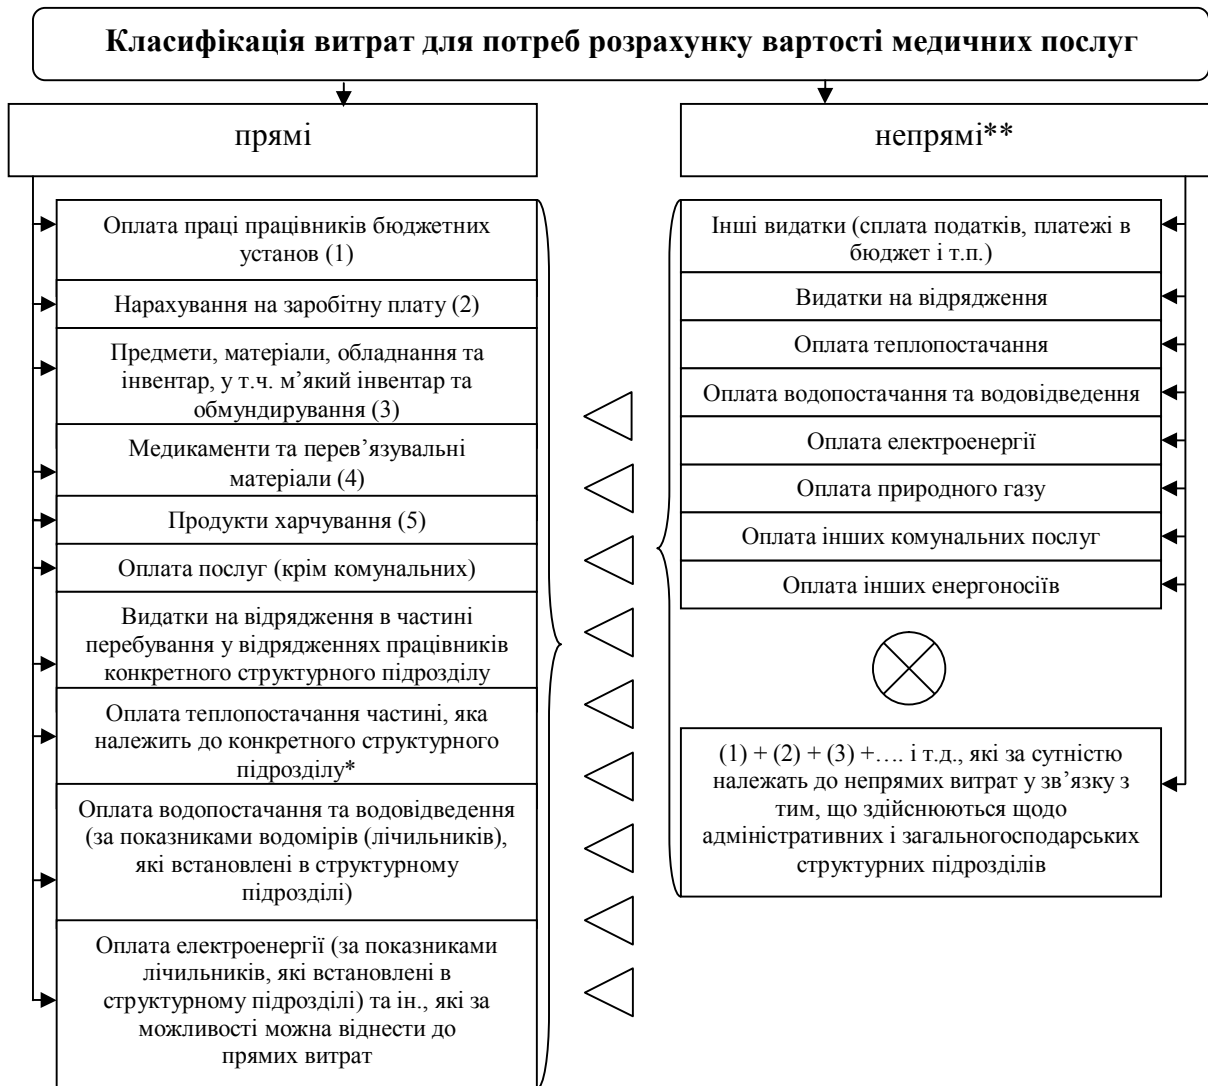 Класифікація витрат для потреб розрахунку вартості медичних послуг
прямі
Оплата праці працівників бюджетних
установ (1)
Нарахування на заробітну плату (2)
Предмети, матеріали, обладнання та
інвентар, у т.ч. м’який інвентар та
обмундирування (3)
Медикаменти та перев’язувальні
матеріали (4)
Продукти харчування (5)
Оплата послуг (крім комунальних)
Видатки на відрядження в частині
перебування у відрядженнях працівників
конкретного структурного підрозділу
Оплата теплопостачання частині, яка
належить до конкретного структурного
підрозділу*
Оплата водопостачання та водовідведення
(за показниками водомірів (лічильників),
які встановлені в структурному
підрозділі)
Оплата електроенергії (за показниками
лічильників, які встановлені в
структурному підрозділі) та ін., які за
можливості можна віднести до
прямих витрат
непрямі**
Інші видатки (сплата податків, платежі в
бюджет і т.п.)
Видатки на відрядження
Оплата теплопостачання
Оплата водопостачання та водовідведення
Оплата електроенергії
Оплата природного газу
Оплата інших комунальних послуг
Оплата інших енергоносіїв
(1) + (2) + (3) +…. і т.д., які за сутністю
належать до непрямих витрат у зв’язку з
тим, що здійснюються щодо
адміністративних і загальногосподарських
структурних підрозділів